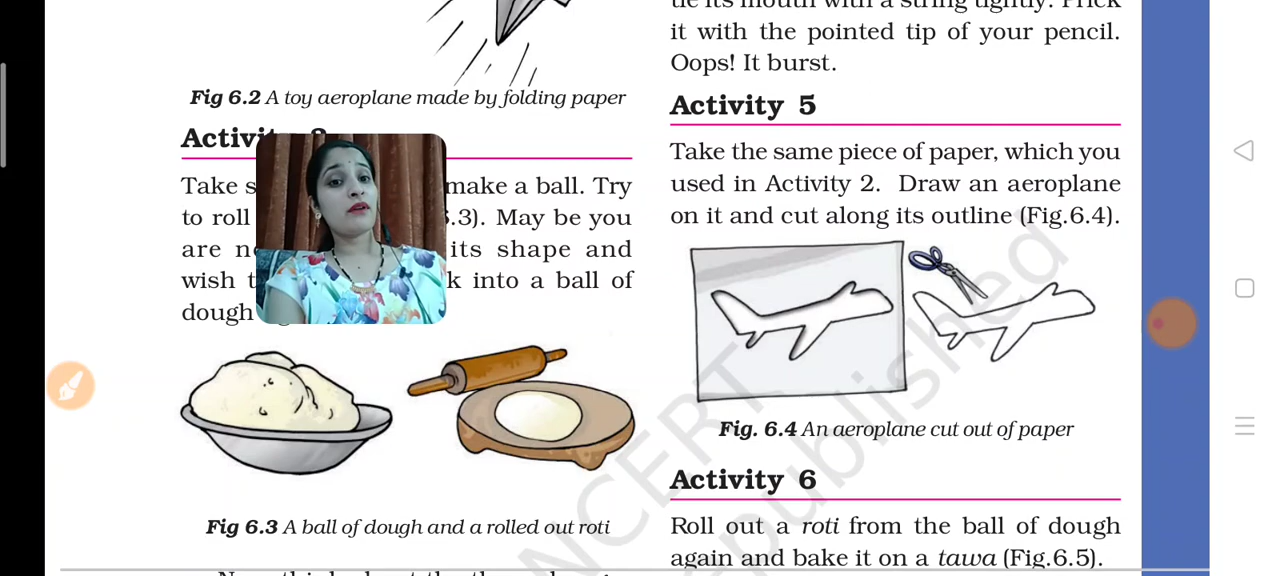 Fig 6.2 A toy aeroplane made by folding paper
Take
make a ball. Try
to roll
6.3). May be you
are
its shape and
wish
into a ball of
dough
Fig 6.3 A ball of dough and a rolled out roti
it with the pointed tip of your pencil.
Oops! It burst.
Activity 5
Take the same piece of paper, which you
used in Activity 2. Draw an aeroplane
on it and cut along its outline (Fig.6.4).
Fig. 6.4 An aeroplane cut out of paper
Activity 6
Roll out a roti from the ball of dough
again and bake it on a tawa (Fig.6.5).
NCERT
republished